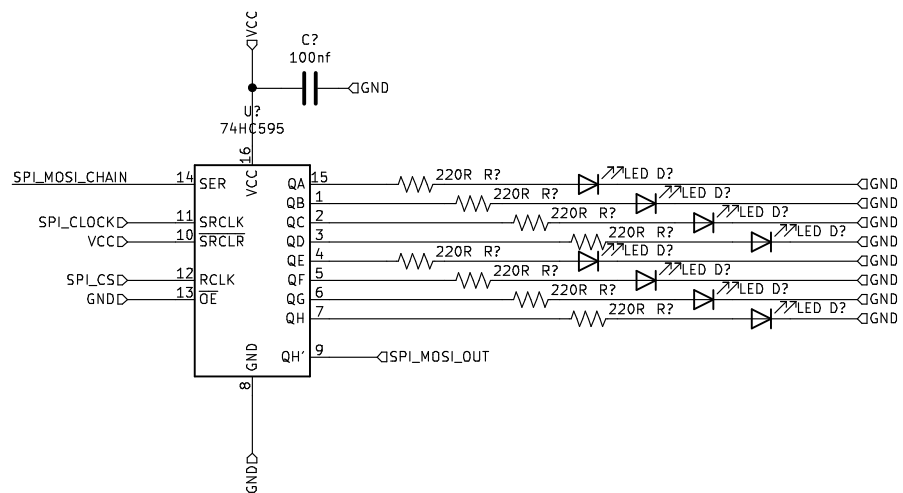 VCC
C?
100nf
GND
U?
74HC595
16
VCC
SPI_MOSI_CHAIN 14 SER QA 15 220R R? LED D? GND
QB 1 220R R? LED D? GND
SPI_CLOCK 11 SRCLK QC 2 220R R? LED D? GND
VCC 10 SRCLR QD 3 220R R? LED D? GND
QE 4 220R R? LED D? GND
SPI_CS 12 RCLK QF 5 220R R? LED D? GND
GND 13 OE QG 6 220R R? LED D? GND
QH 7 220R R? LED D? GND
GND QH' 9 SPI_MOSI_OUT
8
GND